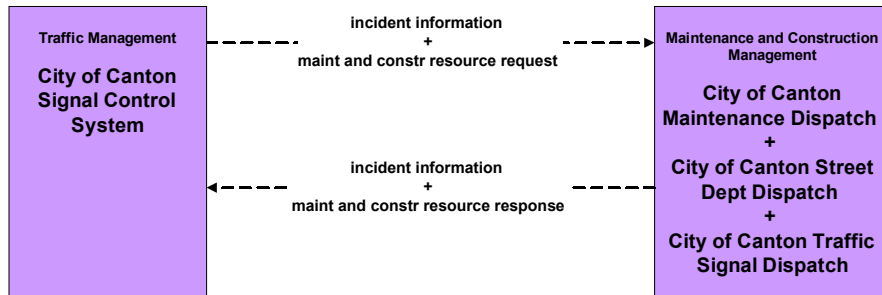 Traffic Management
City of Canton
Signal Control
System
incident information
+
maint and constr resource request
incident information
+
maint and constr resource response
Maintenance and Construction
Management
City of Canton
Maintenance Dispatch
+
City of Canton Street
Dept Dispatch
+
City of Canton Traffic
Signal Dispatch